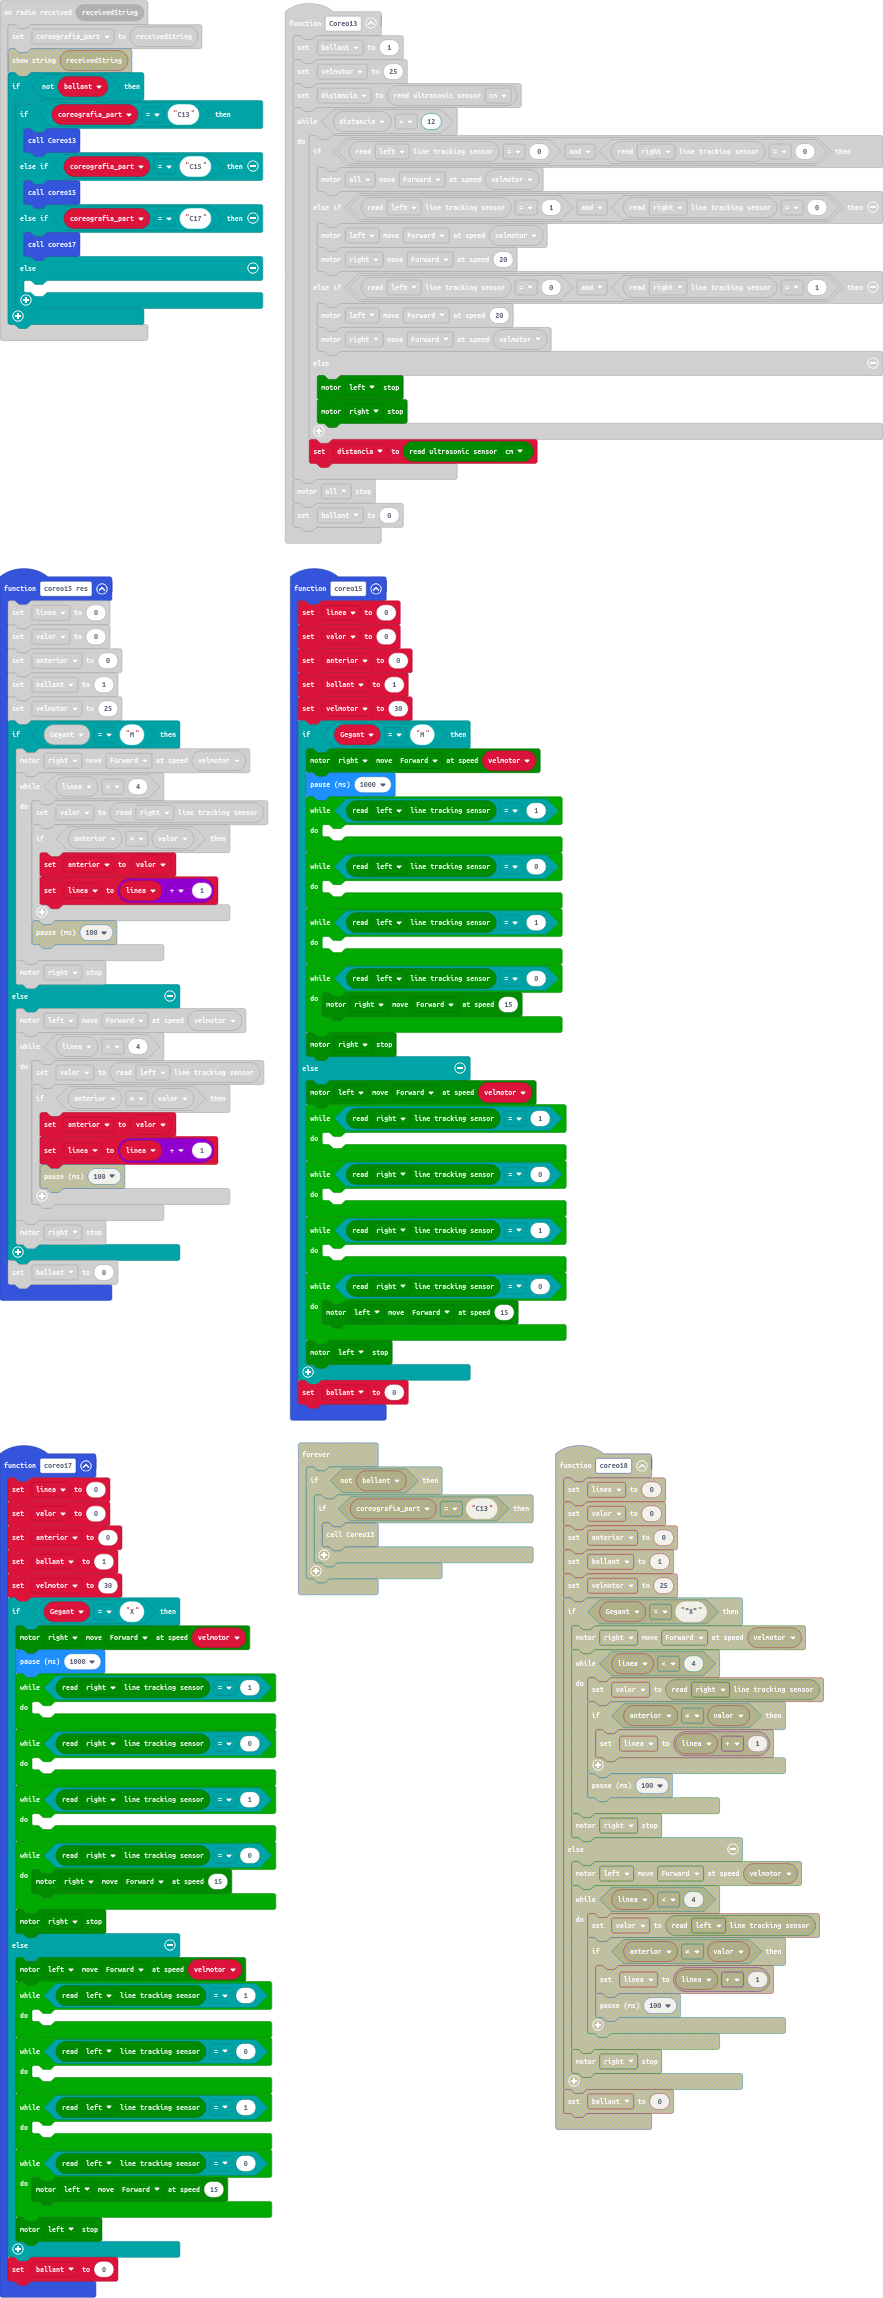 on radio received receivedString
set coreografia_part to receivedString
show string receivedString
if not ballant then
if coreografia_part = "C13" then
call Coreo13
else if coreografia_part = "C15" then
call coreo15
else if coreografia_part = "C17" then
call coreo17
else
function Coreo13
set ballant to 1
set velmotor to 25
set distancia to read ultrasonic sensor cm
while distancia > 12
do
if read left line tracking sensor = 0 and read right line tracking sensor = 0 then
motor all move Forward at speed velmotor
else if read left line tracking sensor = 1 and read right line tracking sensor = 0 then
motor left move Forward at speed velmotor
motor right move Forward at speed 20
else if read left line tracking sensor = 0 and read right line tracking sensor = 1 then
motor left move Forward at speed 20
motor right move Forward at speed velmotor
else
motor left stop
motor right stop
set distancia to read ultrasonic sensor cm
motor all stop
set ballant to 0
function coreo15 res
set linea to 0
set valor to 0
set anterior to 0
set ballant to 1
set velmotor to 25
if Gegant = "M" then
motor right move Forward at speed velmotor
while linea < 4
do
set valor to read right line tracking sensor
if anterior ≠ valor then
set anterior to valor
set linea to linea + 1
pause (ms) 100
motor right stop
else
motor left move Forward at speed velmotor
while linea < 4
do
set valor to read left line tracking sensor
if anterior ≠ valor then
set anterior to valor
set linea to linea + 1
pause (ms) 100
motor right stop
set ballant to 0
function coreo15
set linea to 0
set valor to 0
set anterior to 0
set ballant to 1
set velmotor to 30
if Gegant = "M" then
motor right move Forward at speed velmotor
pause (ms) 1000
while read left line tracking sensor = 1
do
while read left line tracking sensor = 0
do
while read left line tracking sensor = 1
do
while read left line tracking sensor = 0
do
motor right move Forward at speed 15
motor right stop
else
motor left move Forward at speed velmotor
while read right line tracking sensor = 1
do
while read right line tracking sensor = 0
do
while read right line tracking sensor = 1
do
while read right line tracking sensor = 0
do
motor left move Forward at speed 15
motor left stop
set ballant to 0
function coreo17
set linea to 0
set valor to 0
set anterior to 0
set ballant to 1
set velmotor to 30
if Gegant = "X" then
motor right move Forward at speed velmotor
pause (ms) 1000
while read right line tracking sensor = 1
do
while read right line tracking sensor = 0
do
while read right line tracking sensor = 1
do
while read right line tracking sensor = 0
do
motor right move Forward at speed 15
motor right stop
else
motor left move Forward at speed velmotor
while read left line tracking sensor = 1
do
while read left line tracking sensor = 0
do
while read left line tracking sensor = 1
do
while read left line tracking sensor = 0
do
motor left move Forward at speed 15
motor left stop
set ballant to 0
forever
if not ballant then
if coreografia_part = "C13" then
call Coreo13
function coreo18
set linea to 0
set valor to 0
set anterior to 0
set ballant to 1
set velmotor to 25
if Gegant = ""X"" then
motor right move Forward at speed velmotor
while linea < 4
do
set valor to read right line tracking sensor
if anterior ≠ valor then
set linea to linea + 1
pause (ms) 100
motor right stop
else
motor left move Forward at speed velmotor
while linea < 4
do
set valor to read left line tracking sensor
if anterior ≠ valor then
set linea to linea + 1
pause (ms) 100
motor right stop
set ballant to 0